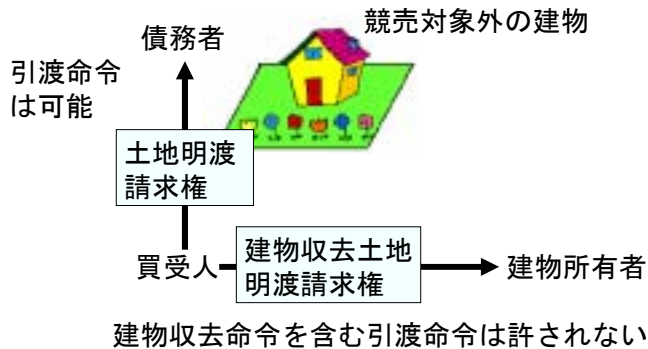 競売対象外の建物
債務者
引渡命令
は可能
土地明渡
請求権
買受人
建物収去土地
明渡請求権
建物所有者
建物収去命令を含む引渡命令は許されない